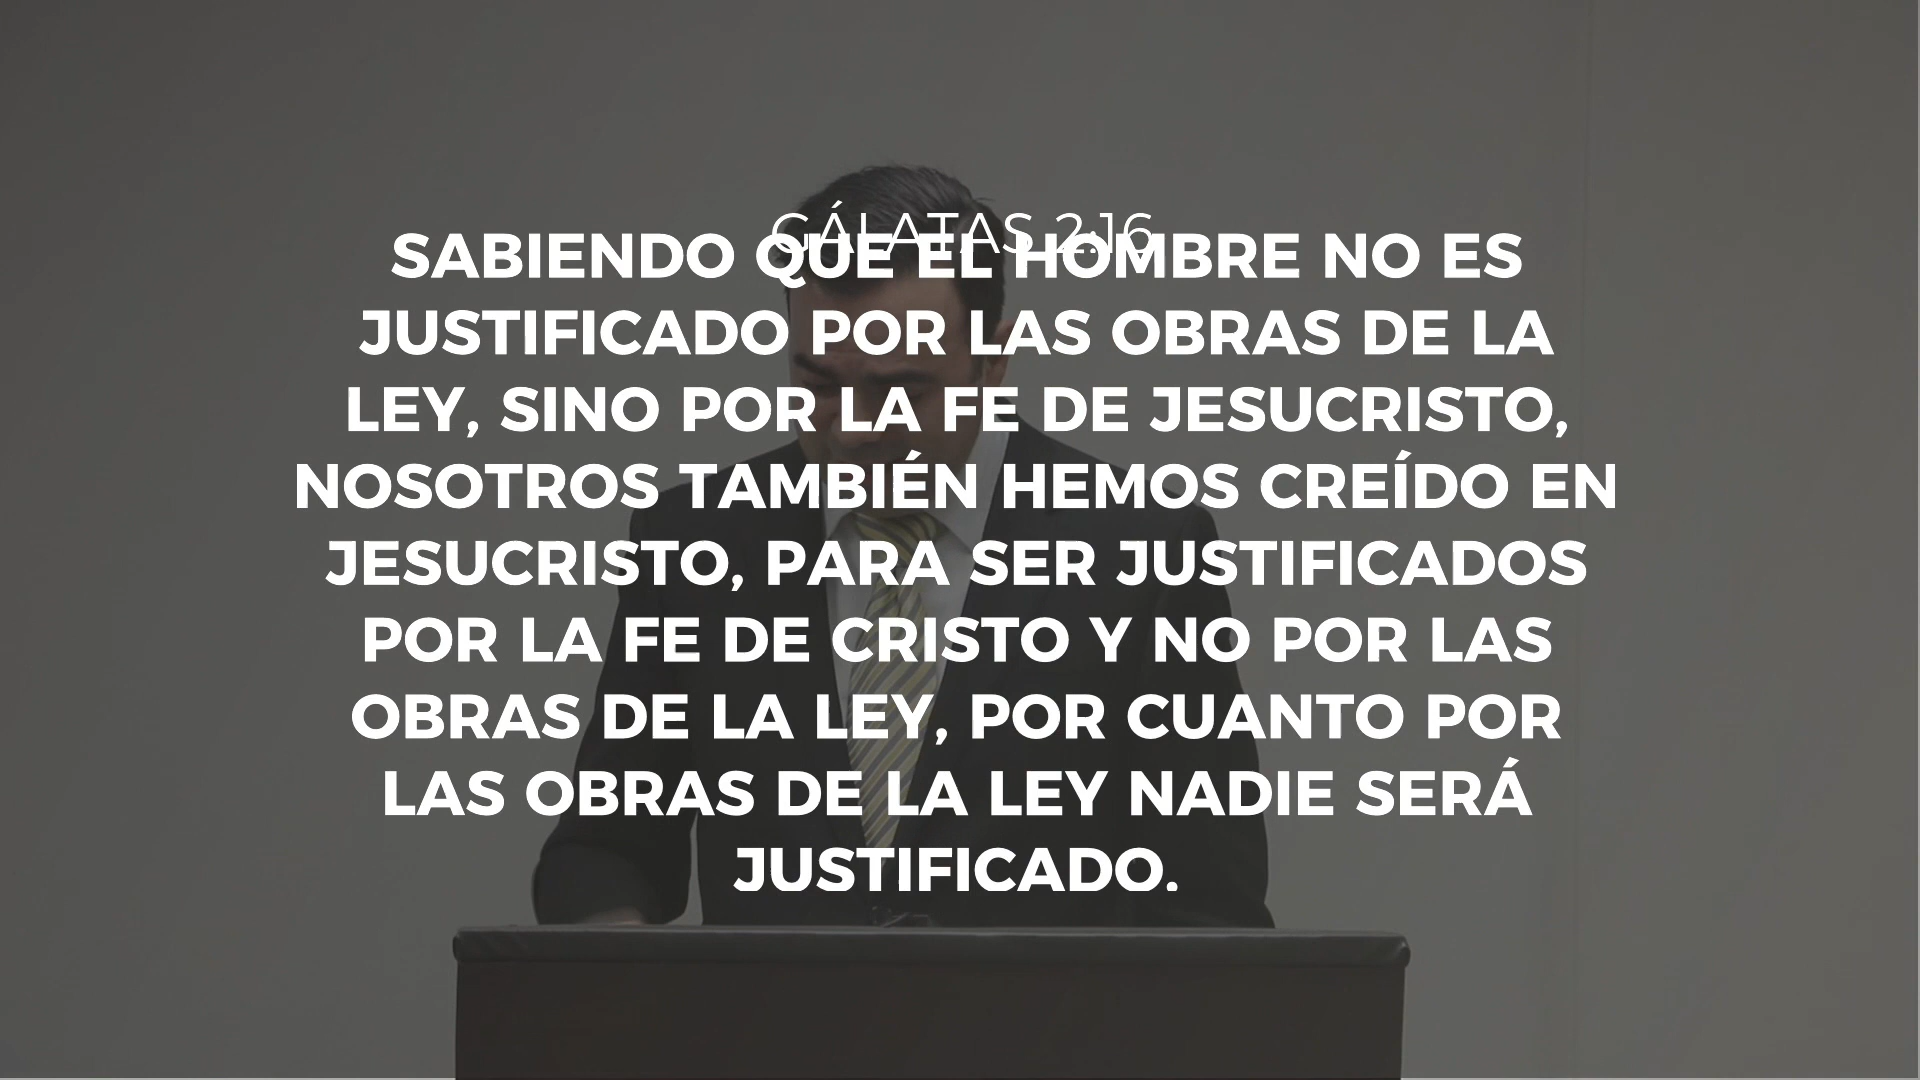 GÁLATAS 2:16
SABIENDO QUE EL HOMBRE NO ES
JUSTIFICADO POR LAS OBRAS DE LA
LEY, SINO POR LA FE DE JESUCRISTO,
NOSOTROS TAMBIÉN HEMOS CREÍDO EN
JESUCRISTO, PARA SER JUSTIFICADOS
POR LA FE DE CRISTO Y NO POR LAS
OBRAS DE LA LEY, POR CUANTO POR
LAS OBRAS DE LA LEY NADIE SERÁ
JUSTIFICADO.